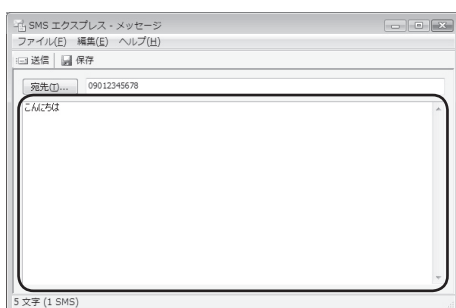 SMS エクスプレス - メッセージ
ファイル(F) 編集(E) ヘルプ(H)
送信 保存
宛先(T)... 09012345678
こんにちは
5 文字 (1 SMS)